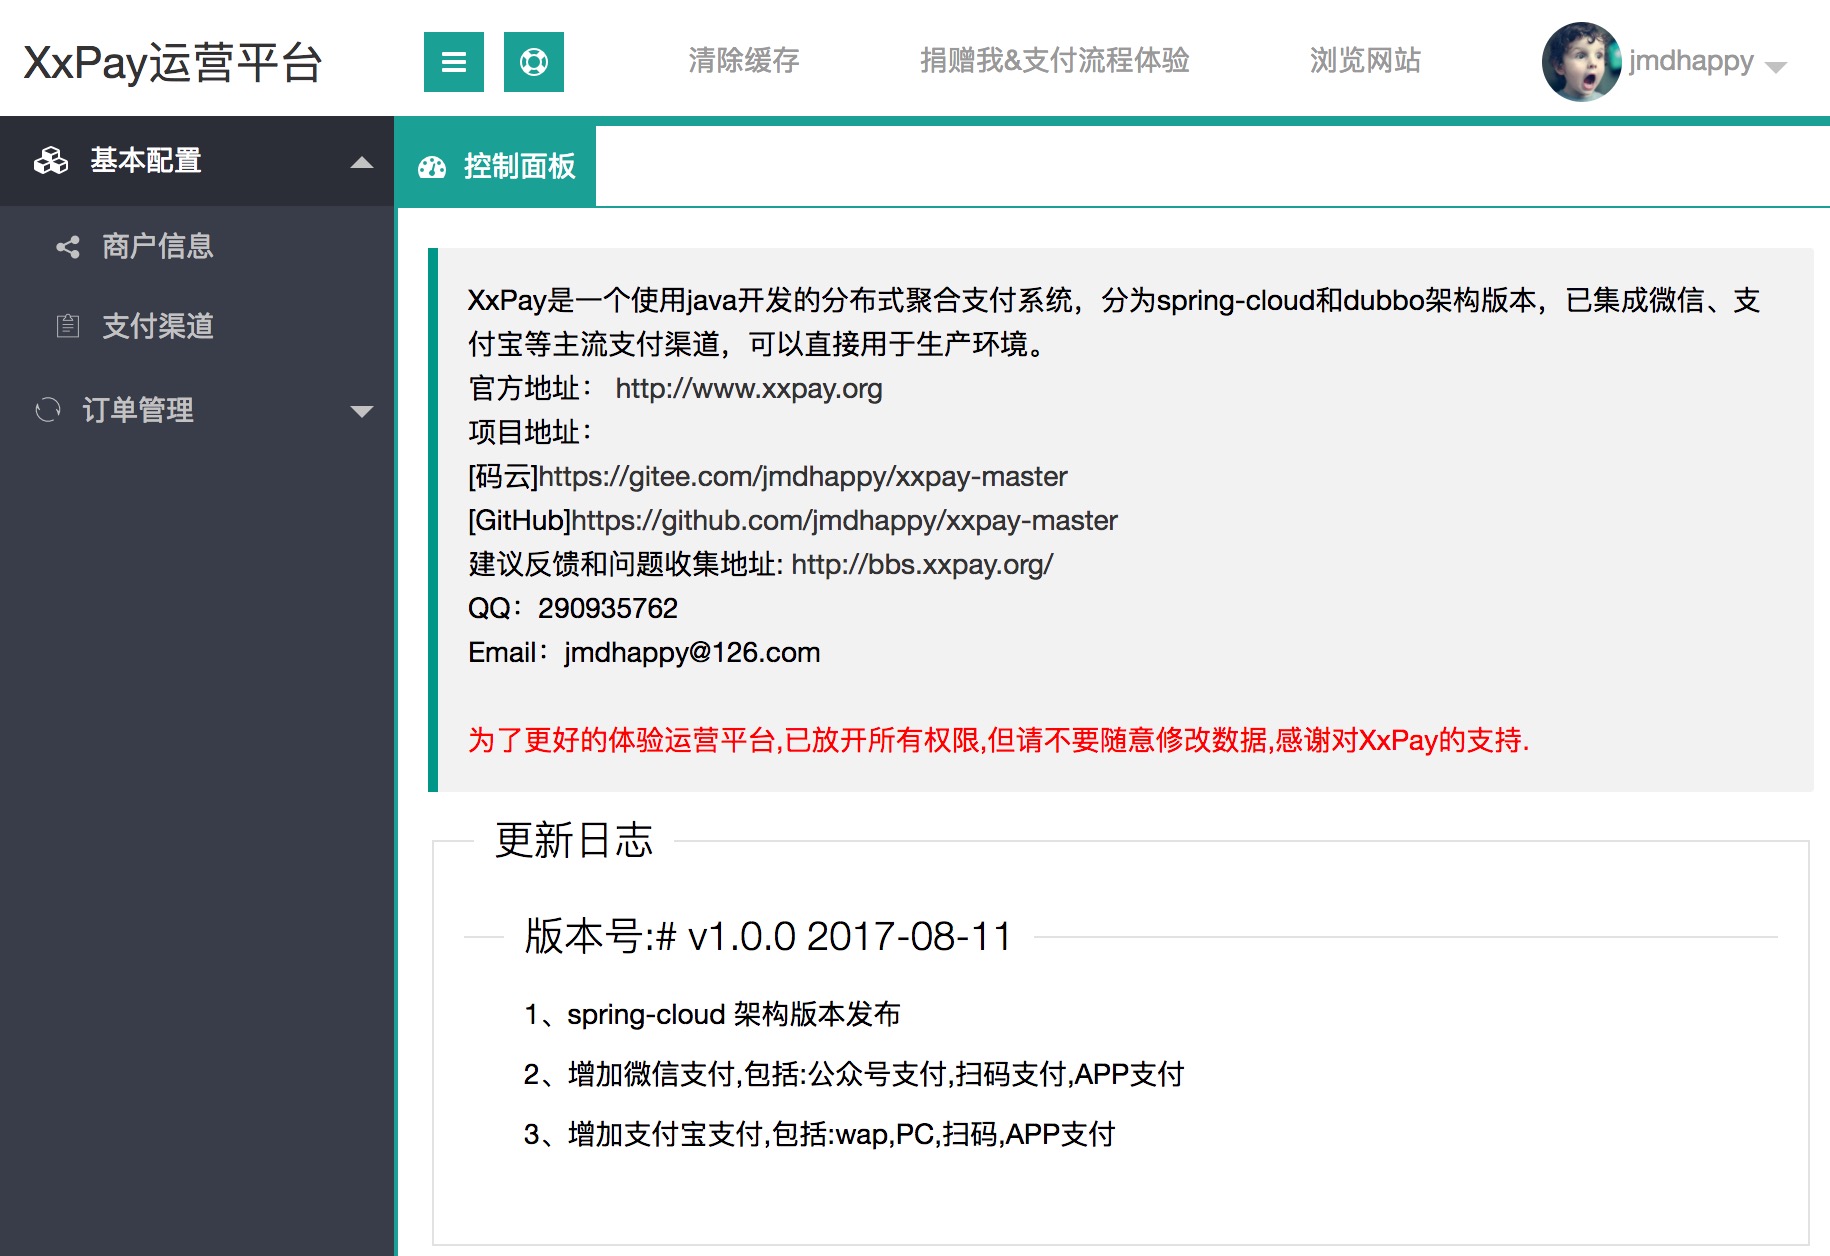 XxPay运营平台
清除缓存
捐赠我&支付流程体验
浏览网站
jmdhappy
基本配置
商户信息
支付渠道
订单管理
控制面板
XxPay是一个使用java开发的分布式聚合支付系统，分为spring-cloud和dubbo架构版本，已集成微信、支
付宝等主流支付渠道，可以直接用于生产环境。
官方地址： http://www.xxpay.org
项目地址：
[码云]https://gitee.com/jmdhappy/xxpay-master
[GitHub]https://github.com/jmdhappy/xxpay-master
建议反馈和问题收集地址: http://bbs.xxpay.org/
QQ：290935762
Email：jmdhappy@126.com
为了更好的体验运营平台,已放开所有权限,但请不要随意修改数据,感谢对XxPay的支持.
更新日志
版本号:# v1.0.0 2017-08-11
1、spring-cloud 架构版本发布
2、增加微信支付,包括:公众号支付,扫码支付,APP支付
3、增加支付宝支付,包括:wap,PC,扫码,APP支付